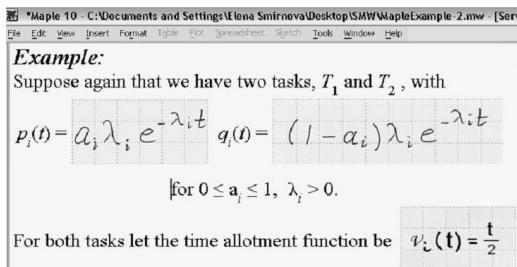 *Maple 10 - C:\Documents and Settings\Elena Smirnova\Desktop\SMW\MapleExample-2.mw - [Serv
File Edit View Insert Format Table Plot Spreadsheet Sketch Tools Window Help
Example:
Suppose again that we have two tasks, T₁ and T₂ , with
pᵢ(t) = aᵢ λᵢ e^{-λᵢt} qᵢ(t) = (1 - aᵢ) λᵢ e^{-λᵢt}
for 0 ≤ aᵢ ≤ 1, λᵢ > 0.
For both tasks let the time allotment function be νᵢ(t) = t/2